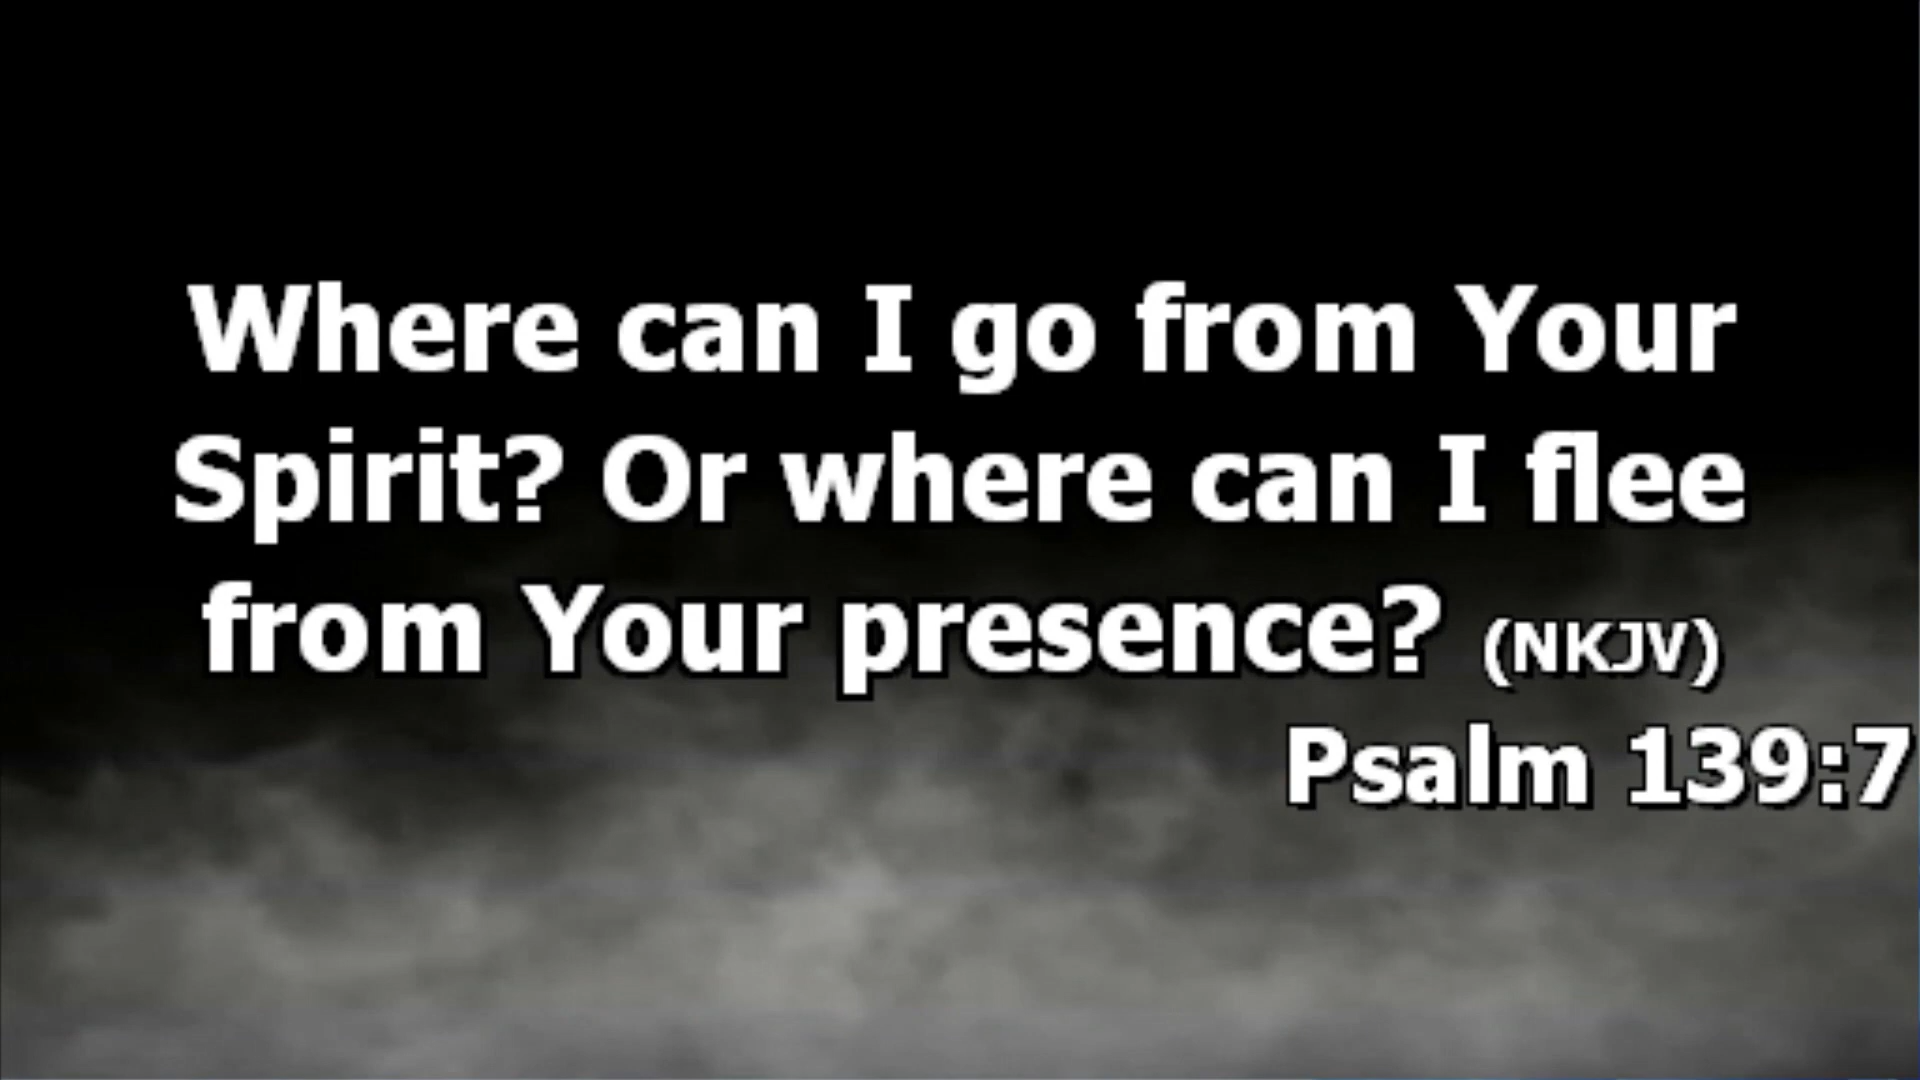 Where can I go from Your
Spirit? Or where can I flee
from Your presence? (NKJV)
Psalm 139:7